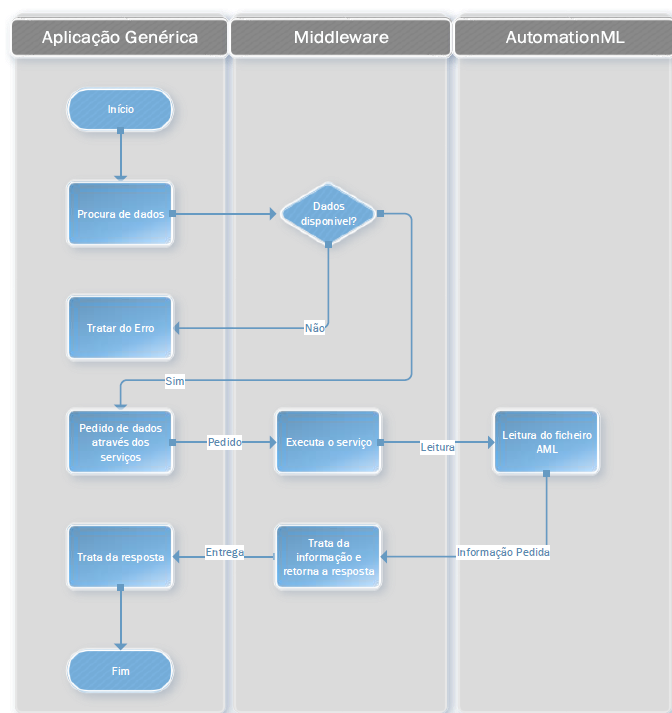 Aplicação Genérica
Middleware
AutomationML
Início
Procura de dados
Dados
disponivel?
Tratar do Erro
Não
Sim
Pedido de dados
através dos
serviços
Pedido
Executa o serviço
Leitura
Leitura do ficheiro
AML
Trata da resposta
Entrega
Trata da
informação e
retorna a resposta
Informação Pedida
Fim